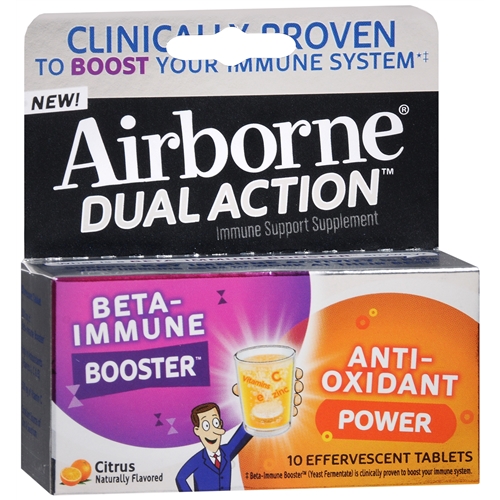 CLINICALLY PROVEN
TO BOOST YOUR IMMUNE SYSTEM*‡
NEW!
Airborne®
DUAL ACTION™
Immune Support Supplement
BETA-
IMMUNE
BOOSTER™
Vitamins C
e zinc
ANTI-
OXIDANT
POWER
Citrus
Naturally Flavored
10 EFFERVESCENT TABLETS
‡ Beta-Immune Booster™ (Yeast Fermentate) is clinically proven to boost your immune system.